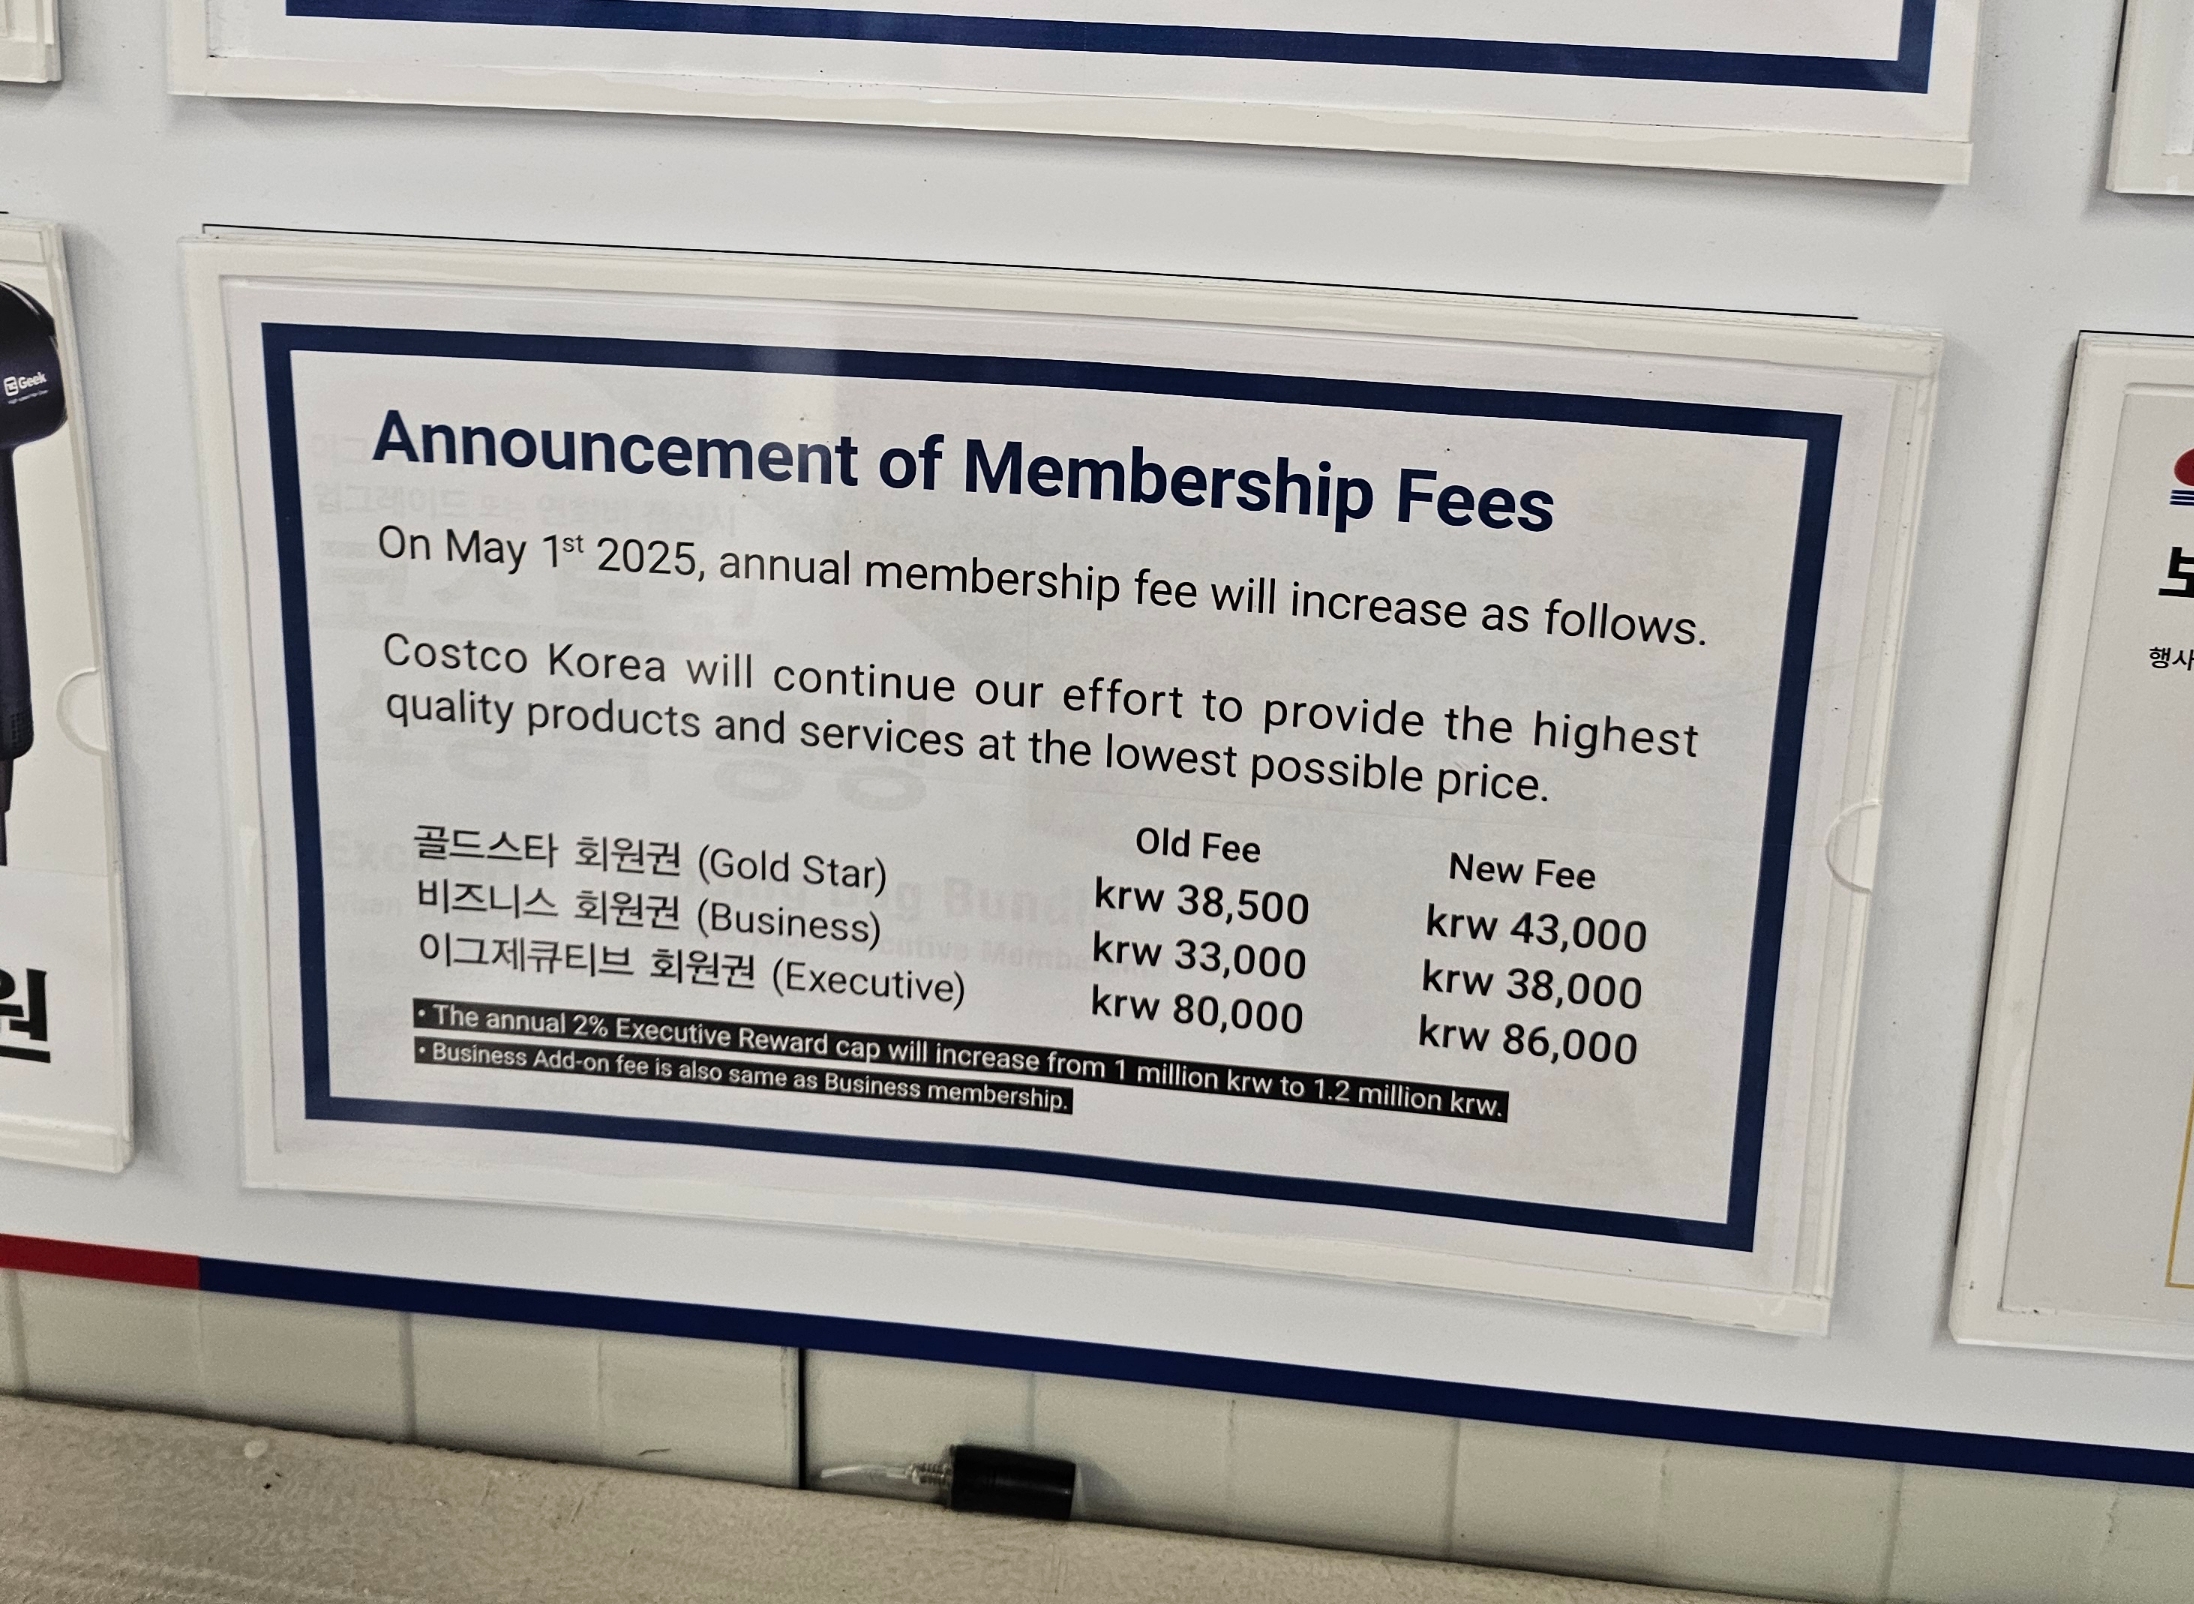 Geek
원
Announcement of Membership Fees
On May 1st 2025, annual membership fee will increase as follows.
Costco Korea will continue our effort to provide the highest
quality products and services at the lowest possible price.
Old Fee New Fee
골드스타 회원권 (Gold Star) krw 38,500 krw 43,000
비즈니스 회원권 (Business) krw 33,000 krw 38,000
이그제큐티브 회원권 (Executive) krw 80,000 krw 86,000
• The annual 2% Executive Reward cap will increase from 1 million krw to 1.2 million krw.
• Business Add-on fee is also same as Business membership.
행사